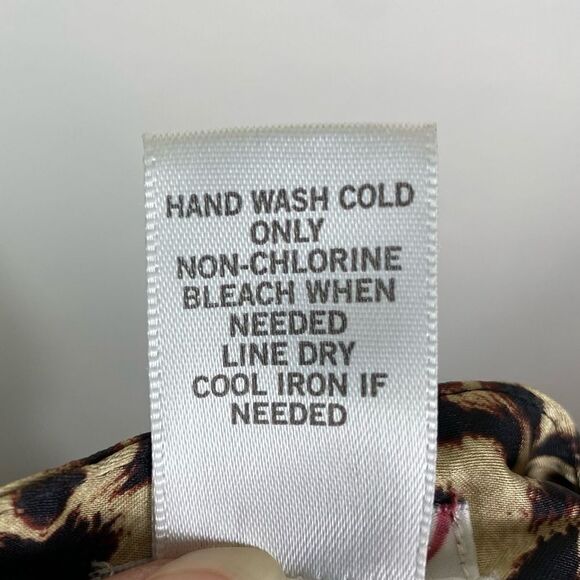 HAND WASH COLD
ONLY
NON-CHLORINE
BLEACH WHEN
NEEDED
LINE DRY
COOL IRON IF
NEEDED